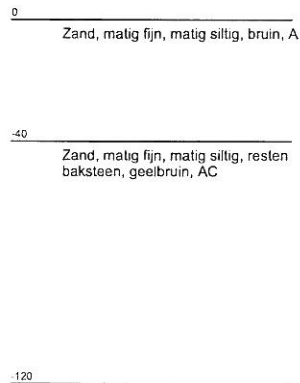 0
Zand, matig fijn, matig siltig, bruin, A
-40
Zand, matig fijn, matig siltig, resten
baksteen, geelbruin, AC
-120